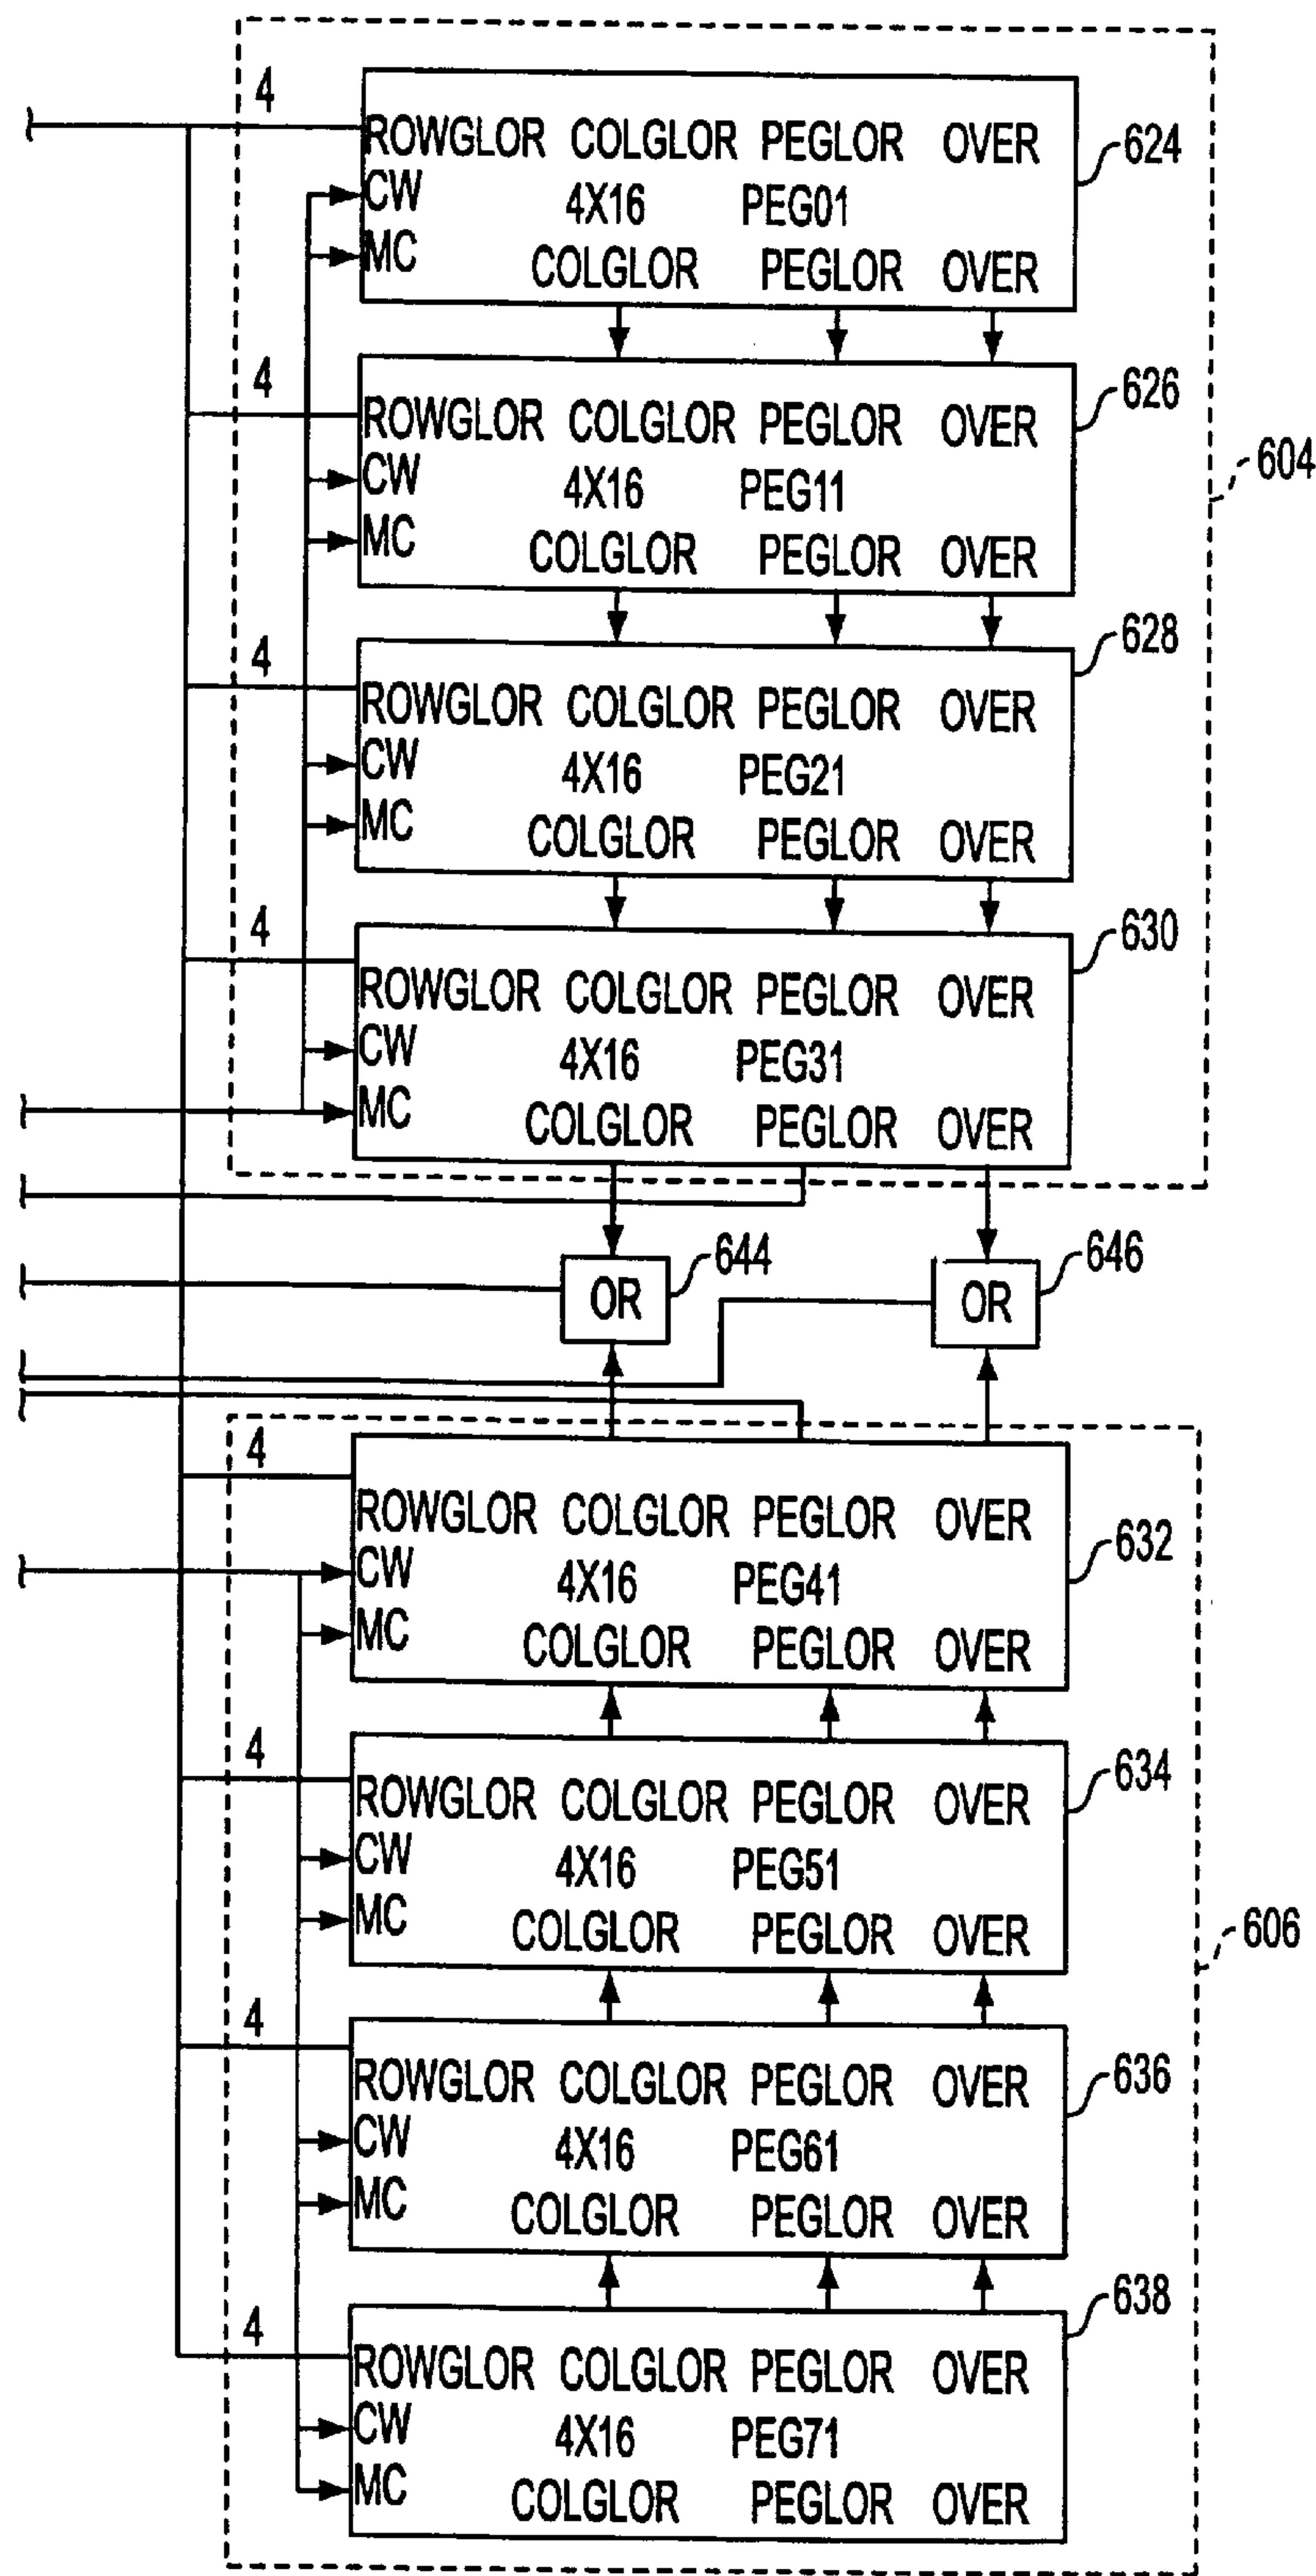 4
ROWGLOR COLGLOR PEGLOR OVER
624
CW 4X16 PEG01
MC COLGLOR PEGLOR OVER
4
ROWGLOR COLGLOR PEGLOR OVER
626
CW 4X16 PEG11
604
MC COLGLOR PEGLOR OVER
4
628
ROWGLOR COLGLOR PEGLOR OVER
CW 4X16 PEG21
MC COLGLOR PEGLOR OVER
4
630
ROWGLOR COLGLOR PEGLOR OVER
CW 4X16 PEG31
MC COLGLOR PEGLOR OVER
644
646
OR
OR
4
ROWGLOR COLGLOR PEGLOR OVER
632
CW 4X16 PEG41
MC COLGLOR PEGLOR OVER
4
634
ROWGLOR COLGLOR PEGLOR OVER
CW 4X16 PEG51
MC COLGLOR PEGLOR OVER
606
4
636
ROWGLOR COLGLOR PEGLOR OVER
CW 4X16 PEG61
MC COLGLOR PEGLOR OVER
4
638
ROWGLOR COLGLOR PEGLOR OVER
CW 4X16 PEG71
MC COLGLOR PEGLOR OVER